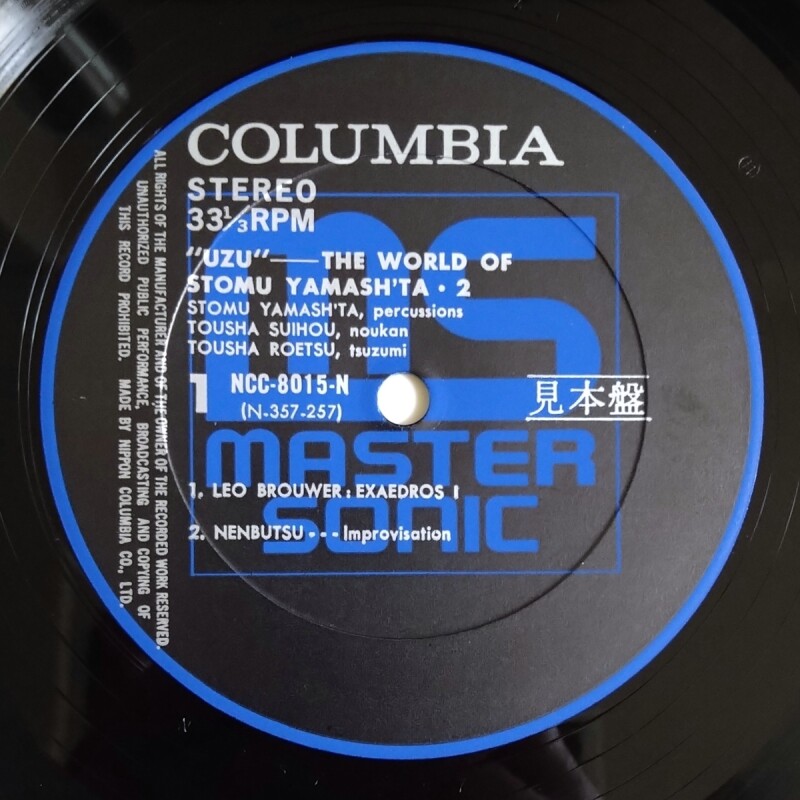 COLUMBIA
STEREO
33⅓RPM
"UZU"—THE WORLD OF
STOMU YAMASH'TA・2
STOMU YAMASH'TA, percussions
TOUSHA SUIHOU, noukan
TOUSHA ROETSU, tsuzumi
1
NCC-8015-N
(N-357-257)
見本盤
MS
MASTER
SONIC
1. LEO BROUWER : EXAEDROS I
2. NENBUTSU・・・Improvisation
ALL RIGHTS OF THE MANUFACTURER AND OF THE OWNER OF THE RECORDED WORK RESERVED.
UNAUTHORIZED PUBLIC PERFORMANCE, BROADCASTING AND COPYING OF
THIS RECORD PROHIBITED. MADE BY NIPPON COLUMBIA CO., LTD.